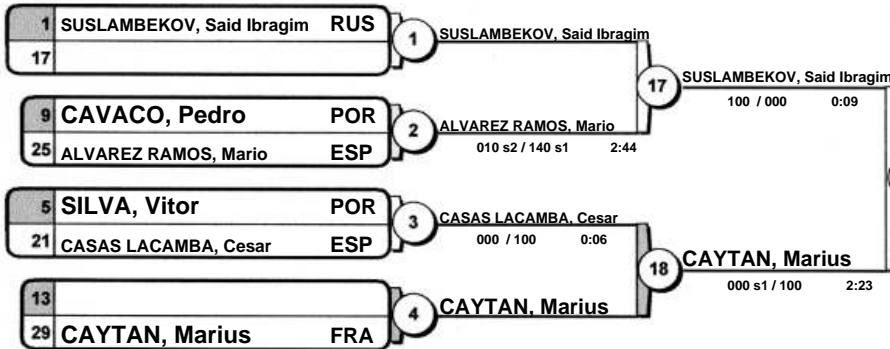 1 SUSLAMBEKOV, Said Ibragim RUS
17
1
SUSLAMBEKOV, Said Ibragim
9 CAVACO, Pedro POR
25 ALVAREZ RAMOS, Mario ESP
2
ALVAREZ RAMOS, Mario
010 s2 / 140 s1 2:44
17
SUSLAMBEKOV, Said Ibragim
100 / 000 0:09
5 SILVA, Vitor POR
21 CASAS LACAMBA, Cesar ESP
3
CASAS LACAMBA, Cesar
000 / 100 0:06
13
29 CAYTAN, Marius FRA
4
CAYTAN, Marius
18
CAYTAN, Marius
000 s1 / 100 2:23